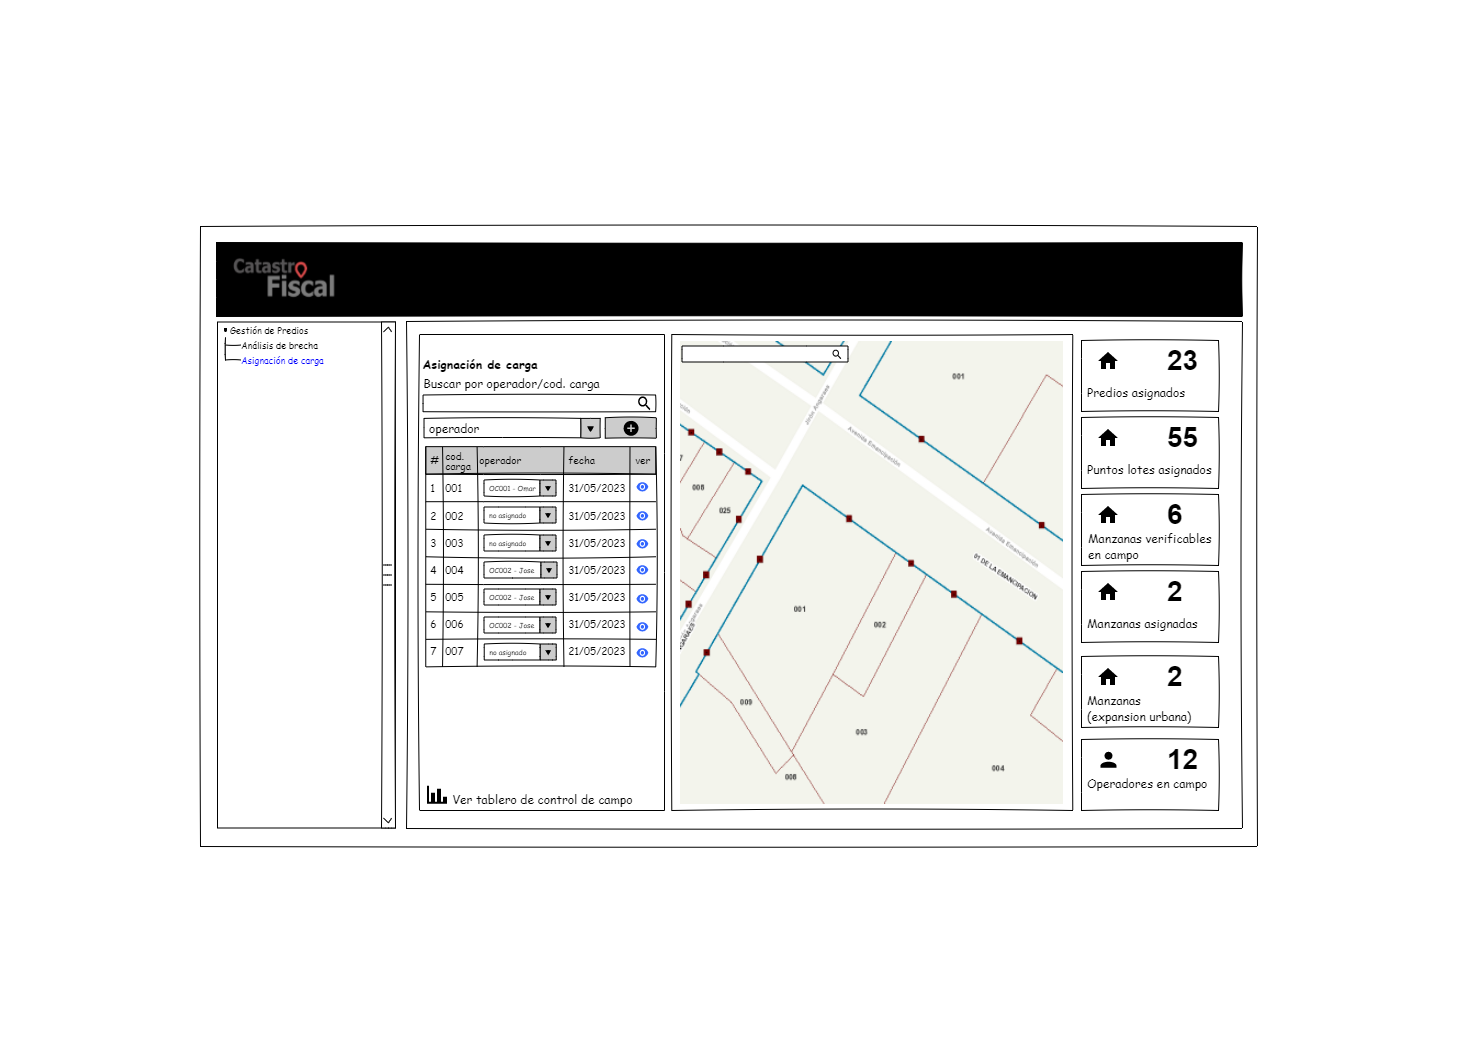 Catastro
Fiscal
Gestión de Predios
Análisis de brecha
Asignación de carga
Asignación de carga
Buscar por operador/cod. carga
operador
# cod. carga operador fecha ver
1 001 OC001 - Omar 31/05/2023
2 002 no asignado 31/05/2023
3 003 no asignado 31/05/2023
4 004 OC002 - Jose 31/05/2023
5 005 OC002 - Jose 31/05/2023
6 006 OC002 - Jose 31/05/2023
7 007 no asignado 21/05/2023
Ver tablero de control de campo
001
Jirón Angaraes
Avenida Emancipación
7
006
025
Avenida Emancipación
01 DE LA EMANCIPACION
001
002
009
003
008
004
23
Predios asignados
55
Puntos lotes asignados
6
Manzanas verificables
en campo
2
Manzanas asignadas
2
Manzanas
(expansion urbana)
12
Operadores en campo